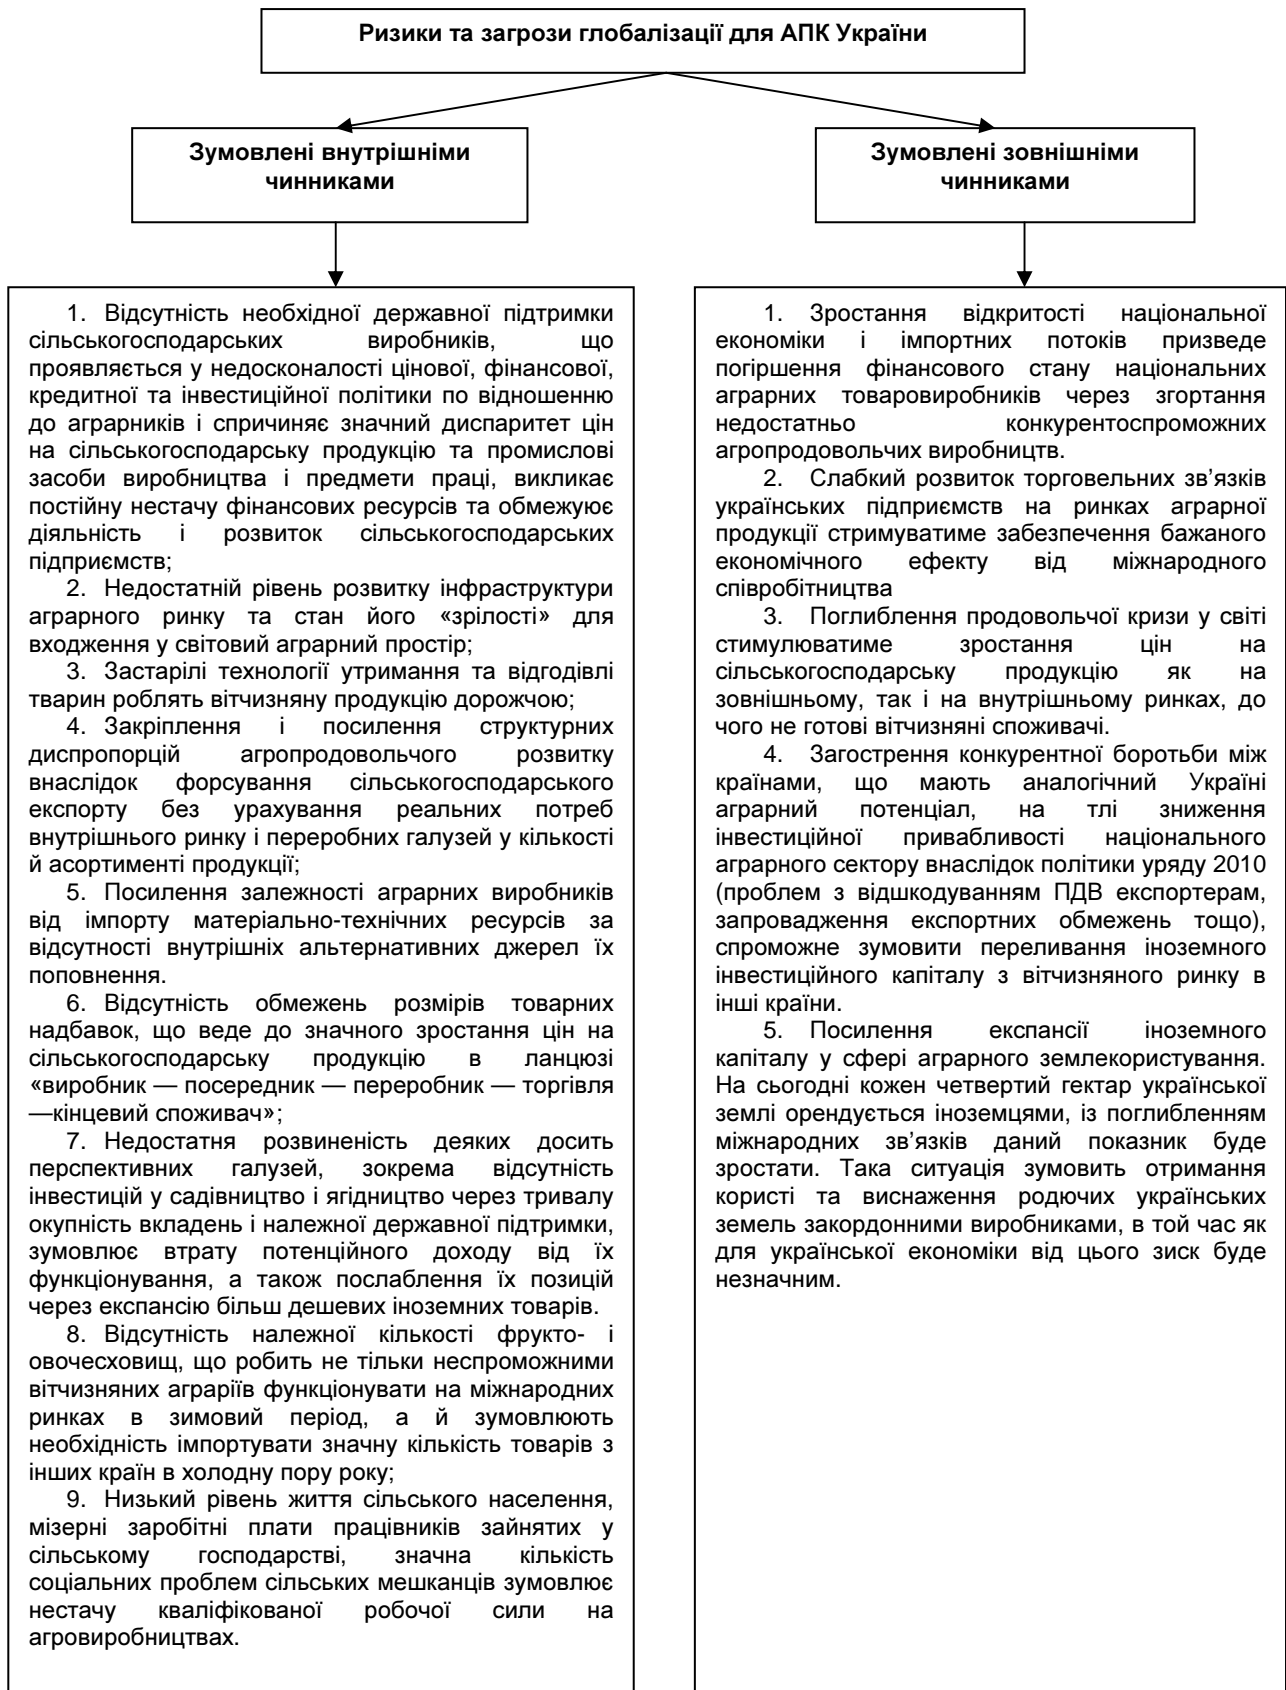 Ризики та загрози глобалізації для АПК України
Зумовлені внутрішніми
чинниками
Зумовлені зовнішніми
чинниками
1. Відсутність необхідної державної підтримки
сільськогосподарських виробників, що
проявляється у недосконалості цінової, фінансової,
кредитної та інвестиційної політики по відношенню
до аграрників і спричиняє значний диспаритет цін
на сільськогосподарську продукцію та промислові
засоби виробництва і предмети праці, викликає
постійну нестачу фінансових ресурсів та обмежує
діяльність і розвиток сільськогосподарських
підприємств;
2. Недостатній рівень розвитку інфраструктури
аграрного ринку та стан його «зрілості» для
входження у світовий аграрний простір;
3. Застарілі технології утримання та відгодівлі
тварин роблять вітчизняну продукцію дорожчою;
4. Закріплення і посилення структурних
диспропорцій агропродовольчого розвитку
внаслідок форсування сільськогосподарського
експорту без урахування реальних потреб
внутрішнього ринку і переробних галузей у кількості
й асортименті продукції;
5. Посилення залежності аграрних виробників
від імпорту матеріально-технічних ресурсів за
відсутності внутрішніх альтернативних джерел їх
поповнення.
6. Відсутність обмежень розмірів товарних
надбавок, що веде до значного зростання цін на
сільськогосподарську продукцію в ланцюзі
«виробник — посередник — переробник — торгівля
—кінцевий споживач»;
7. Недостатня розвиненість деяких досить
перспективних галузей, зокрема відсутність
інвестицій у садівництво і ягідництво через тривалу
окупність вкладень і належної державної підтримки,
зумовлює втрату потенційного доходу від їх
функціонування, а також послаблення їх позицій
через експансію більш дешевих іноземних товарів.
8. Відсутність належної кількості фрукто- і
овочесховищ, що робить не тільки неспроможними
вітчизняних аграріїв функціонувати на міжнародних
ринках в зимовий період, а й зумовлюють
необхідність імпортувати значну кількість товарів з
інших країн в холодну пору року;
9. Низький рівень життя сільського населення,
мізерні заробітні плати працівників зайнятих у
сільському господарстві, значна кількість
соціальних проблем сільських мешканців зумовлює
нестачу кваліфікованої робочої сили на
агровиробництвах.
1. Зростання відкритості національної
економіки і імпортних потоків призведе
погіршення фінансового стану національних
аграрних товаровиробників через згортання
недостатньо конкурентоспроможних
агропродовольчих виробництв.
2. Слабкий розвиток торговельних зв’язків
українських підприємств на ринках аграрної
продукції стримуватиме забезпечення бажаного
економічного ефекту від міжнародного
співробітництва
3. Поглиблення продовольчої кризи у світі
стимулюватиме зростання цін на
сільськогосподарську продукцію як на
зовнішньому, так і на внутрішньому ринках, до
чого не готові вітчизняні споживачі.
4. Загострення конкурентної боротьби між
країнами, що мають аналогічний Україні
аграрний потенціал, на тлі зниження
інвестиційної привабливості національного
аграрного сектору внаслідок політики уряду 2010
(проблем з відшкодуванням ПДВ експортерам,
запровадження експортних обмежень тощо),
спроможне зумовити переливання іноземного
інвестиційного капіталу з вітчизняного ринку в
інші країни.
5. Посилення експансії іноземного
капіталу у сфері аграрного землекористування.
На сьогодні кожен четвертий гектар української
землі орендується іноземцями, із поглибленням
міжнародних зв’язків даний показник буде
зростати. Така ситуація зумовить отримання
користі та виснаження родючих українських
земель закордонними виробниками, в той час як
для української економіки від цього зиск буде
незначним.